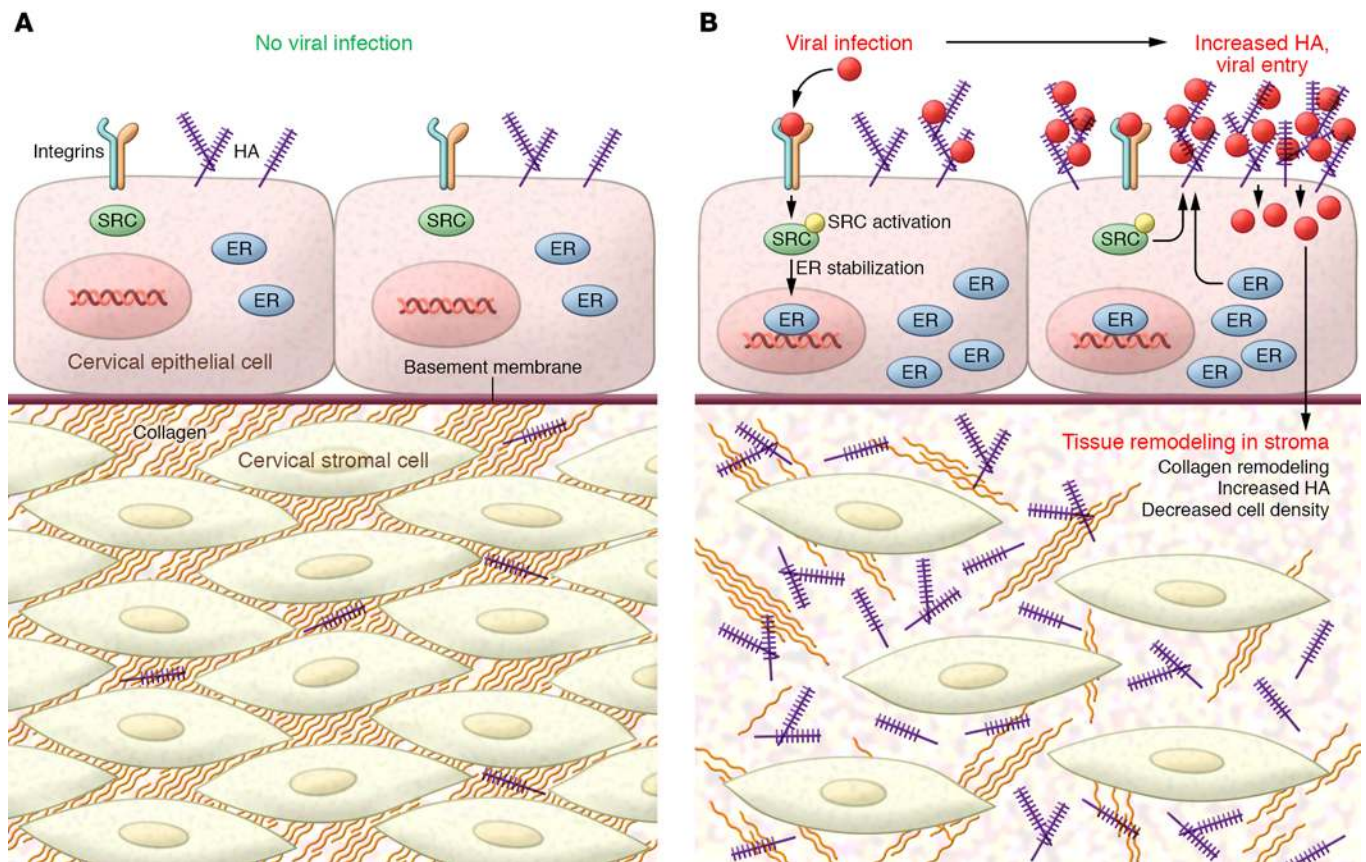 A
No viral infection
Integrins
HA
SRC
SRC
ER
ER
ER
ER
Cervical epithelial cell
Basement membrane
Collagen
Cervical stromal cell
B
Viral infection
Increased HA,
viral entry
SRC
SRC activation
ER stabilization
ER
ER
ER
ER
ER
SRC
ER
ER
ER
ER
ER
ER
Tissue remodeling in stroma
Collagen remodeling
Increased HA
Decreased cell density